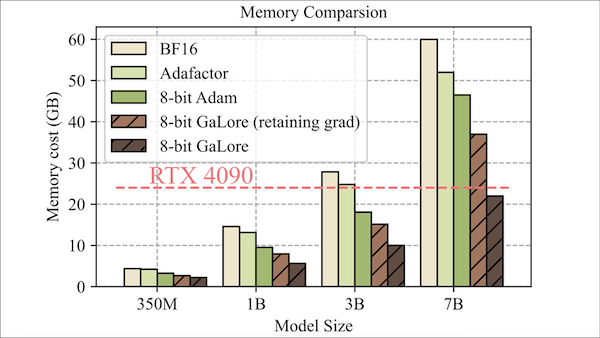 Memory Comparsion
60
50
40
30
20
10
0
Memory cost (GB)
BF16
Adafactor
8-bit Adam
8-bit GaLore (retaining grad)
8-bit GaLore
RTX 4090
350M 1B 3B 7B
Model Size